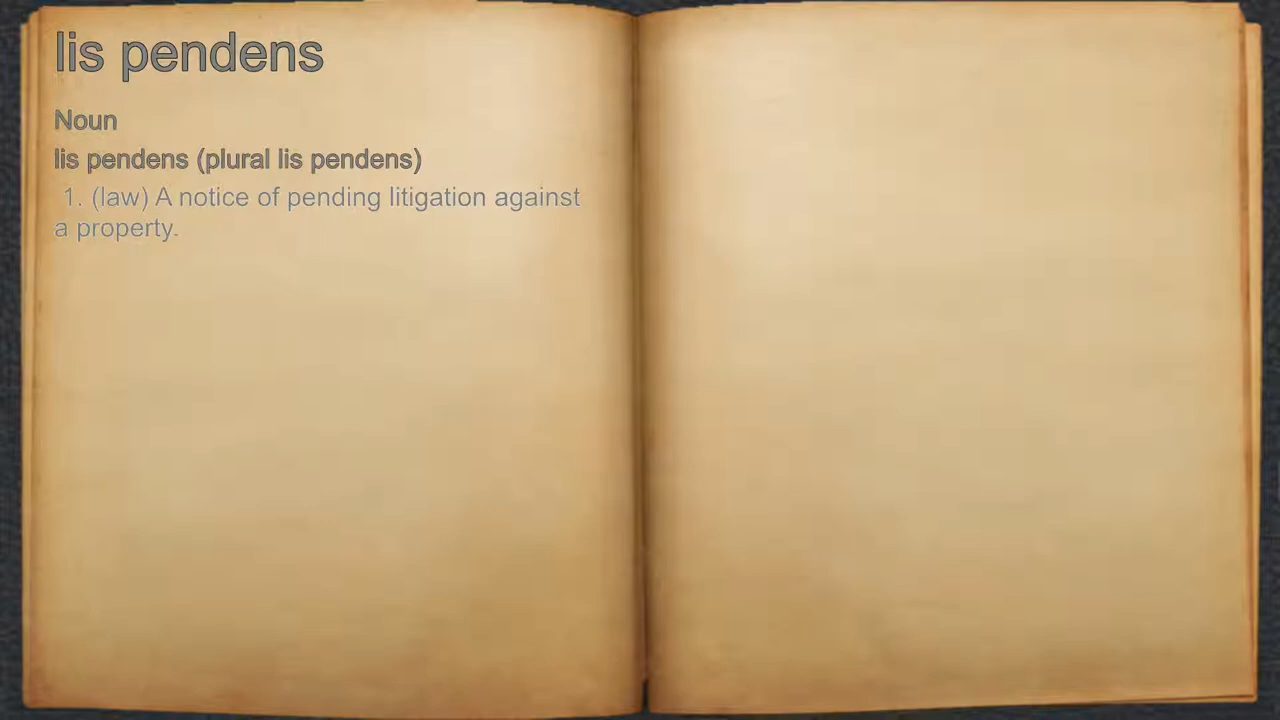 lis pendens
Noun
lis pendens (plural lis pendens)
1. (law) A notice of pending litigation against
a property.